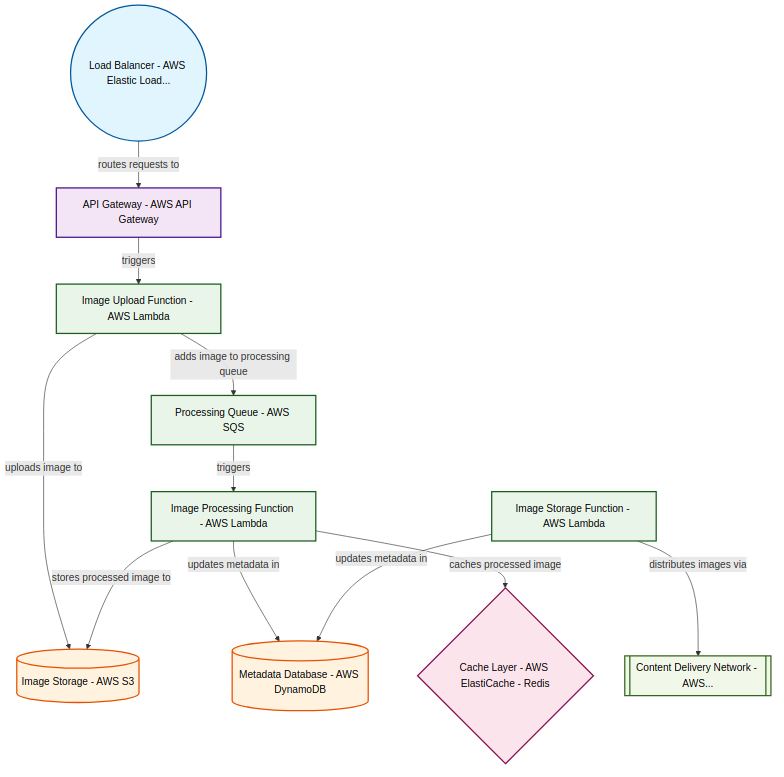 Load Balancer - AWS
Elastic Load...
routes requests to
API Gateway - AWS API
Gateway
triggers
Image Upload Function -
AWS Lambda
adds image to processing
queue
Processing Queue - AWS
SQS
uploads image to
triggers
Image Processing Function
- AWS Lambda
Image Storage Function -
AWS Lambda
stores processed image to
updates metadata in
updates metadata in
caches processed image
distributes images via
Image Storage - AWS S3
Metadata Database - AWS
DynamoDB
Cache Layer - AWS
ElastiCache - Redis
Content Delivery Network -
AWS...